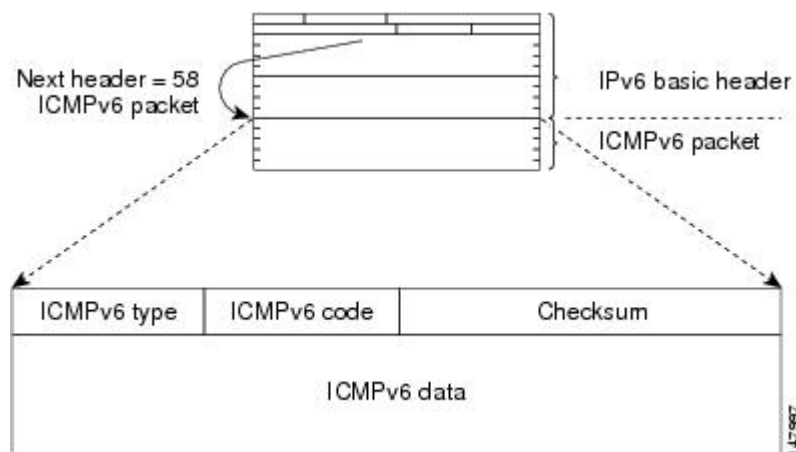 Next header = 58
ICMPv6 packet
IPv6 basic header
ICMPv6 packet
ICMPv6 type
ICMPv6 code
Checksum
ICMPv6 data